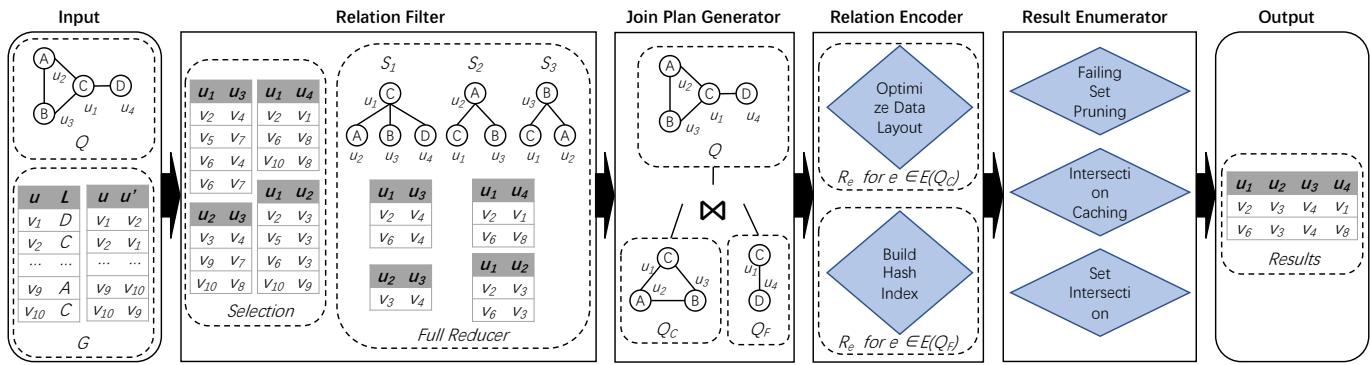 Input
A
u2
C
D
B
u3
u1
u4
Q
u L
v1 D
v2 C
... ...
v9 A
v10 C
u u'
v1 v2
v2 v1
... ...
v9 v10
v10 v9
G
Relation Filter
u1 u3
v2 v4
v5 v7
v6 v4
v6 v7
u2 u3
v3 v4
v9 v7
v10 v8
u1 u4
v2 v1
v6 v8
v10 v8
u1 u2
v2 v3
v5 v3
v6 v3
v10 v9
Selection
S1 S2 S3
u1 C
A B D
u2 u3 u4
u2 A
C B
u1 u3
u3 B
C A
u1 u2
u1 u3
v2 v4
v6 v4
u1 u4
v2 v1
v6 v8
u2 u3
v3 v4
u1 u2
v2 v3
v6 v3
Full Reducer
Join Plan Generator
A
u2
C
D
B
u3
u1
u4
Q
⋈
C
u1
u2
u3
A
B
QC
C
u1
u4
D
QF
Relation Encoder
Optimi
ze Data
Layout
Re for e ∈E(QC)
Build
Hash
Index
Re for e ∈E(QF)
Result Enumerator
Failing
Set
Pruning
Intersecti
on
Caching
Set
Intersecti
on
Output
u1 u2 u3 u4
v2 v3 v4 v1
v6 v3 v4 v8
Results